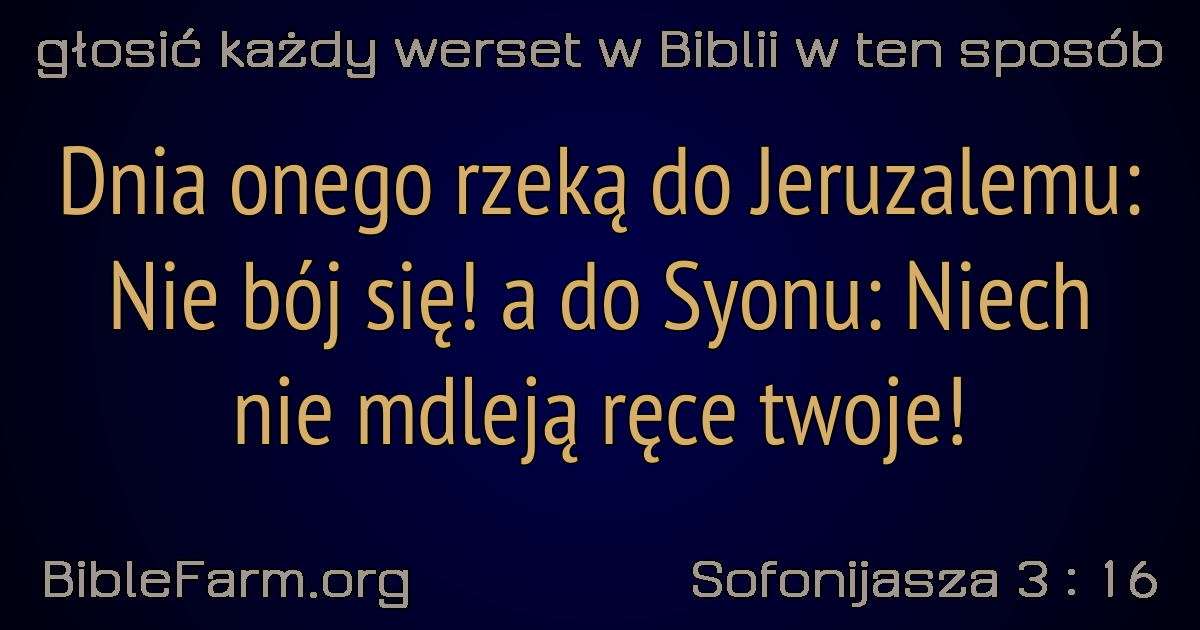 głosić każdy werset w Biblii w ten sposób
Dnia onego rzeką do Jeruzalemu:
Nie bój się! a do Syonu: Niech
nie mdleją ręce twoje!
BibleFarm.org
Sofonijasza 3 : 16